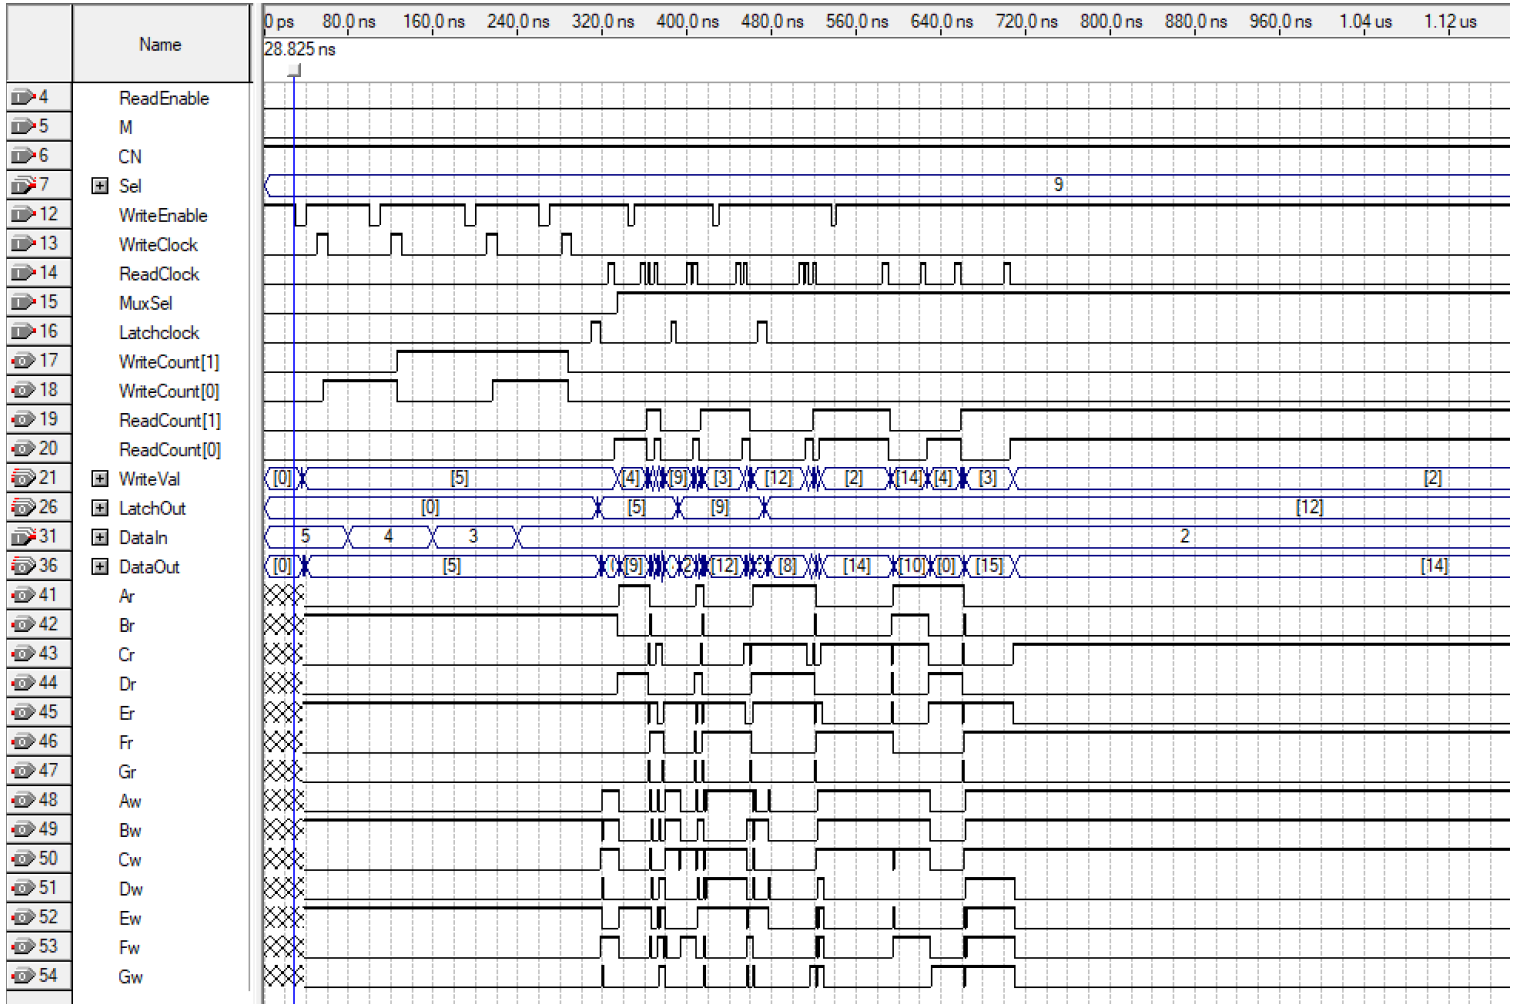 0 ps 80.0 ns 160.0 ns 240.0 ns 320.0 ns 400.0 ns 480.0 ns 560.0 ns 640.0 ns 720.0 ns 800.0 ns 880.0 ns 960.0 ns 1.04 us 1.12 us
Name
28.825 ns
4 ReadEnable
5 M
6 CN
7 Sel 9
12 WriteEnable
13 WriteClock
14 ReadClock
15 MuxSel
16 Latchclock
17 WriteCount[1]
18 WriteCount[0]
19 ReadCount[1]
20 ReadCount[0]
21 WriteVal [0] [5] [4] [9] [3] [12] [2] [14] [4] [3] [2]
26 LatchOut [0] [5] [9] [12]
31 DataIn 5 4 3 2
36 DataOut [0] [5] [9] 2 [12] [8] [14] [10] [0] [15] [14]
41 Ar
42 Br
43 Cr
44 Dr
45 Er
46 Fr
47 Gr
48 Aw
49 Bw
50 Cw
51 Dw
52 Ew
53 Fw
54 Gw